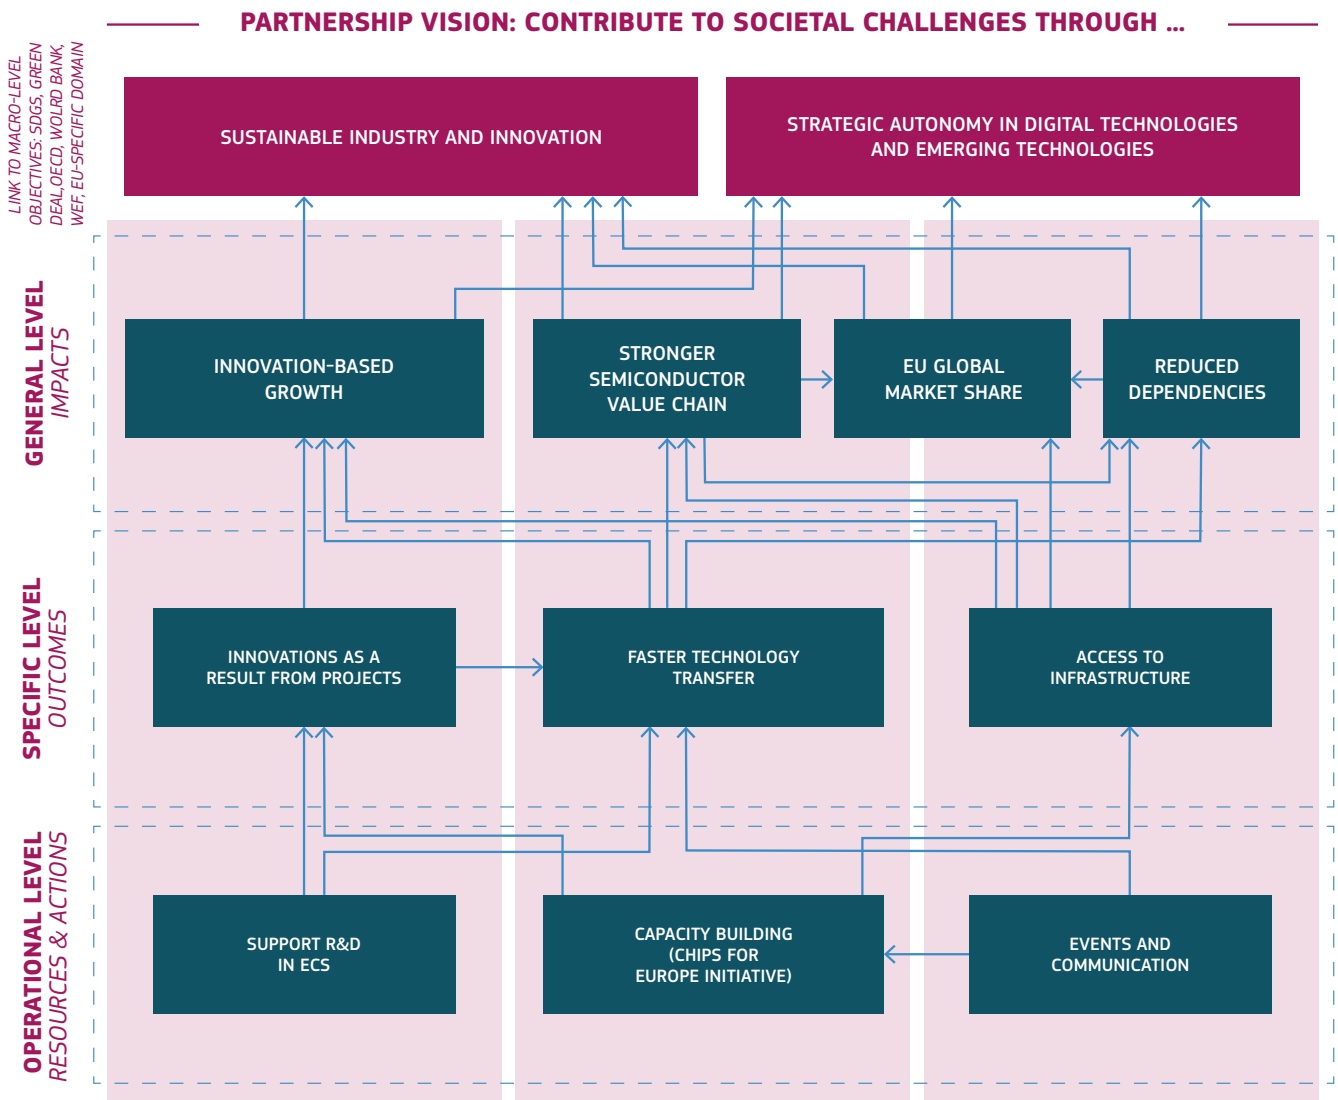 PARTNERSHIP VISION: CONTRIBUTE TO SOCIETAL CHALLENGES THROUGH ...
LINK TO MACRO-LEVEL
OBJECTIVES: SDGS, GREEN
DEAL,OECD, WOLRD BANK,
WEF, EU-SPECIFIC DOMAIN
SUSTAINABLE INDUSTRY AND INNOVATION
STRATEGIC AUTONOMY IN DIGITAL TECHNOLOGIES
AND EMERGING TECHNOLOGIES
GENERAL LEVEL
IMPACTS
INNOVATION-BASED
GROWTH
STRONGER
SEMICONDUCTOR
VALUE CHAIN
EU GLOBAL
MARKET SHARE
REDUCED
DEPENDENCIES
SPECIFIC LEVEL
OUTCOMES
INNOVATIONS AS A
RESULT FROM PROJECTS
FASTER TECHNOLOGY
TRANSFER
ACCESS TO
INFRASTRUCTURE
OPERATIONAL LEVEL
RESOURCES & ACTIONS
SUPPORT R&D
IN ECS
CAPACITY BUILDING
(CHIPS FOR
EUROPE INITIATIVE)
EVENTS AND
COMMUNICATION